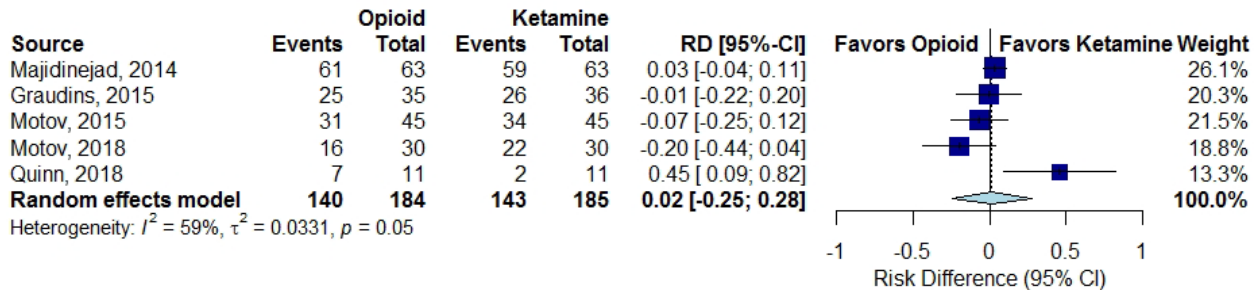 Opioid Ketamine
Source Events Total Events Total RD [95%-CI] Favors Opioid Favors Ketamine Weight
Majidinejad, 2014 61 63 59 63 0.03 [-0.04; 0.11] 26.1%
Graudins, 2015 25 35 26 36 -0.01 [-0.22; 0.20] 20.3%
Motov, 2015 31 45 34 45 -0.07 [-0.25; 0.12] 21.5%
Motov, 2018 16 30 22 30 -0.20 [-0.44; 0.04] 18.8%
Quinn, 2018 7 11 2 11 0.45 [0.09; 0.82] 13.3%
Random effects model 140 184 143 185 0.02 [-0.25; 0.28] 100.0%
Heterogeneity: I² = 59%, τ² = 0.0331, p = 0.05
-1 -0.5 0 0.5 1
Risk Difference (95% CI)